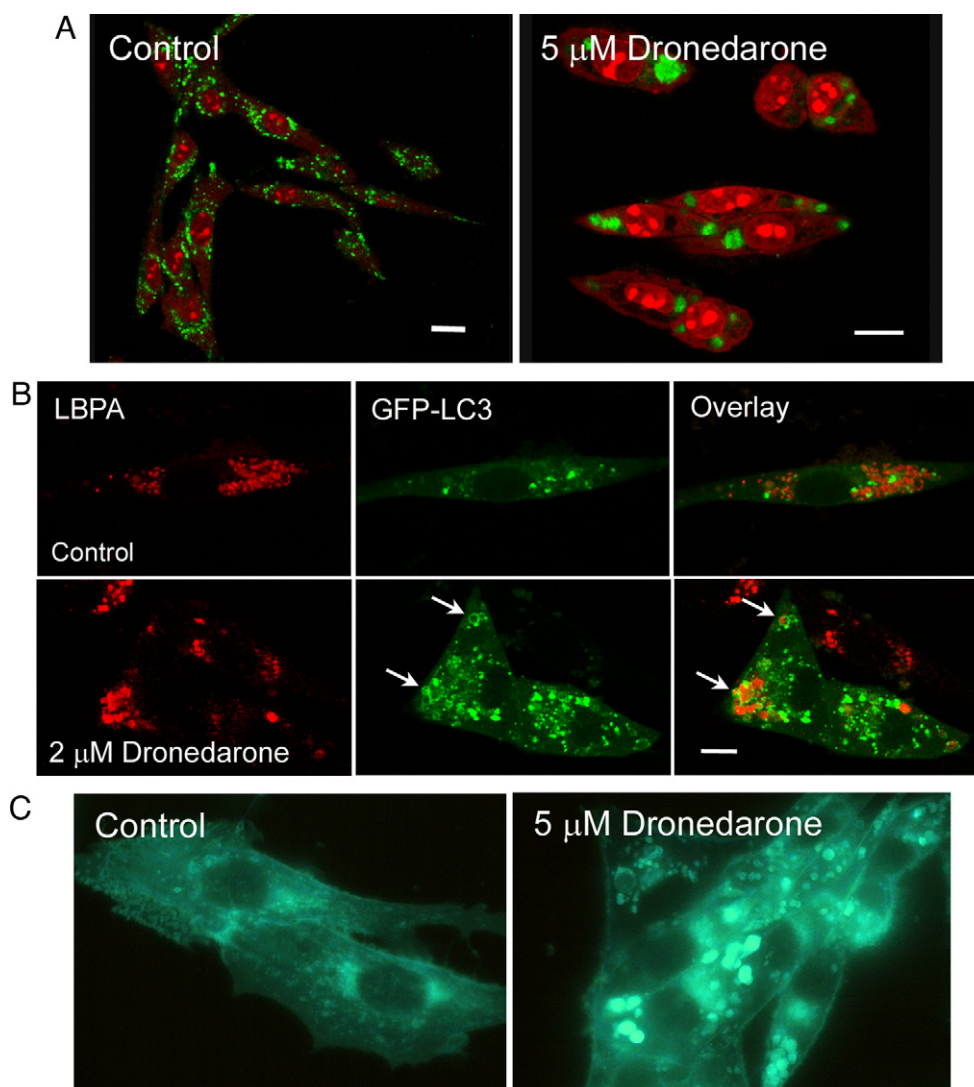 A
Control
5 μM Dronedarone
B
LBPA
GFP-LC3
Overlay
Control
2 μM Dronedarone
C
Control
5 μM Dronedarone